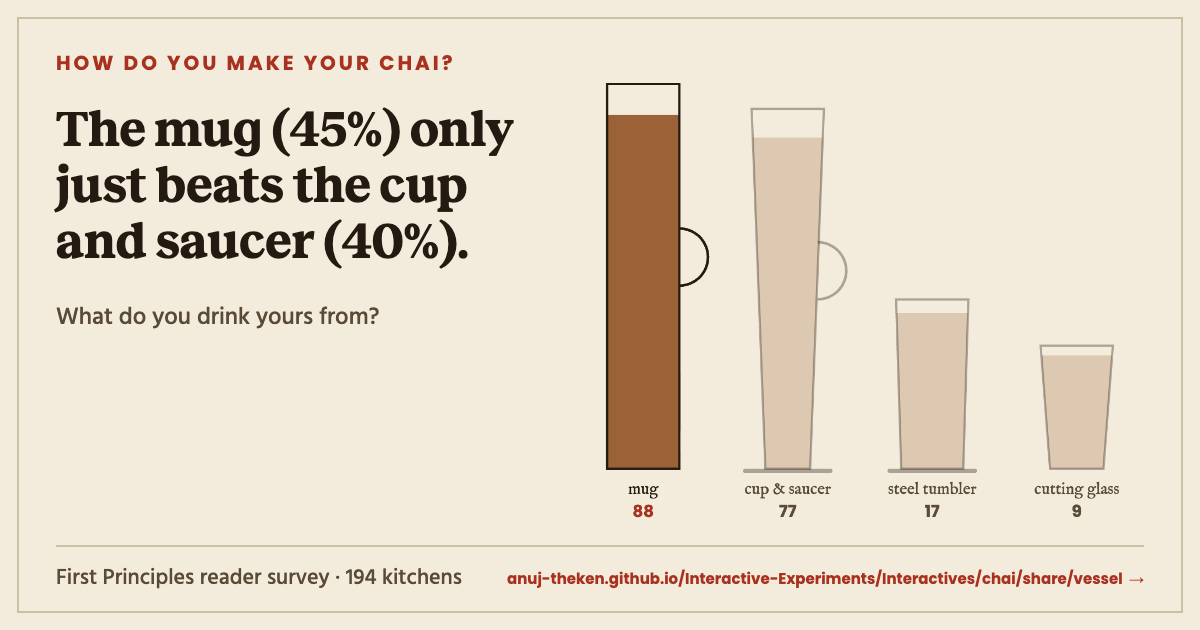 HOW DO YOU MAKE YOUR CHAI?
The mug (45%) only
just beats the cup
and saucer (40%).
What do you drink yours from?
mug
88
cup & saucer
77
steel tumbler
17
cutting glass
9
First Principles reader survey · 194 kitchens
anuj-theken.github.io/Interactive-Experiments/Interactives/chai/share/vessel →